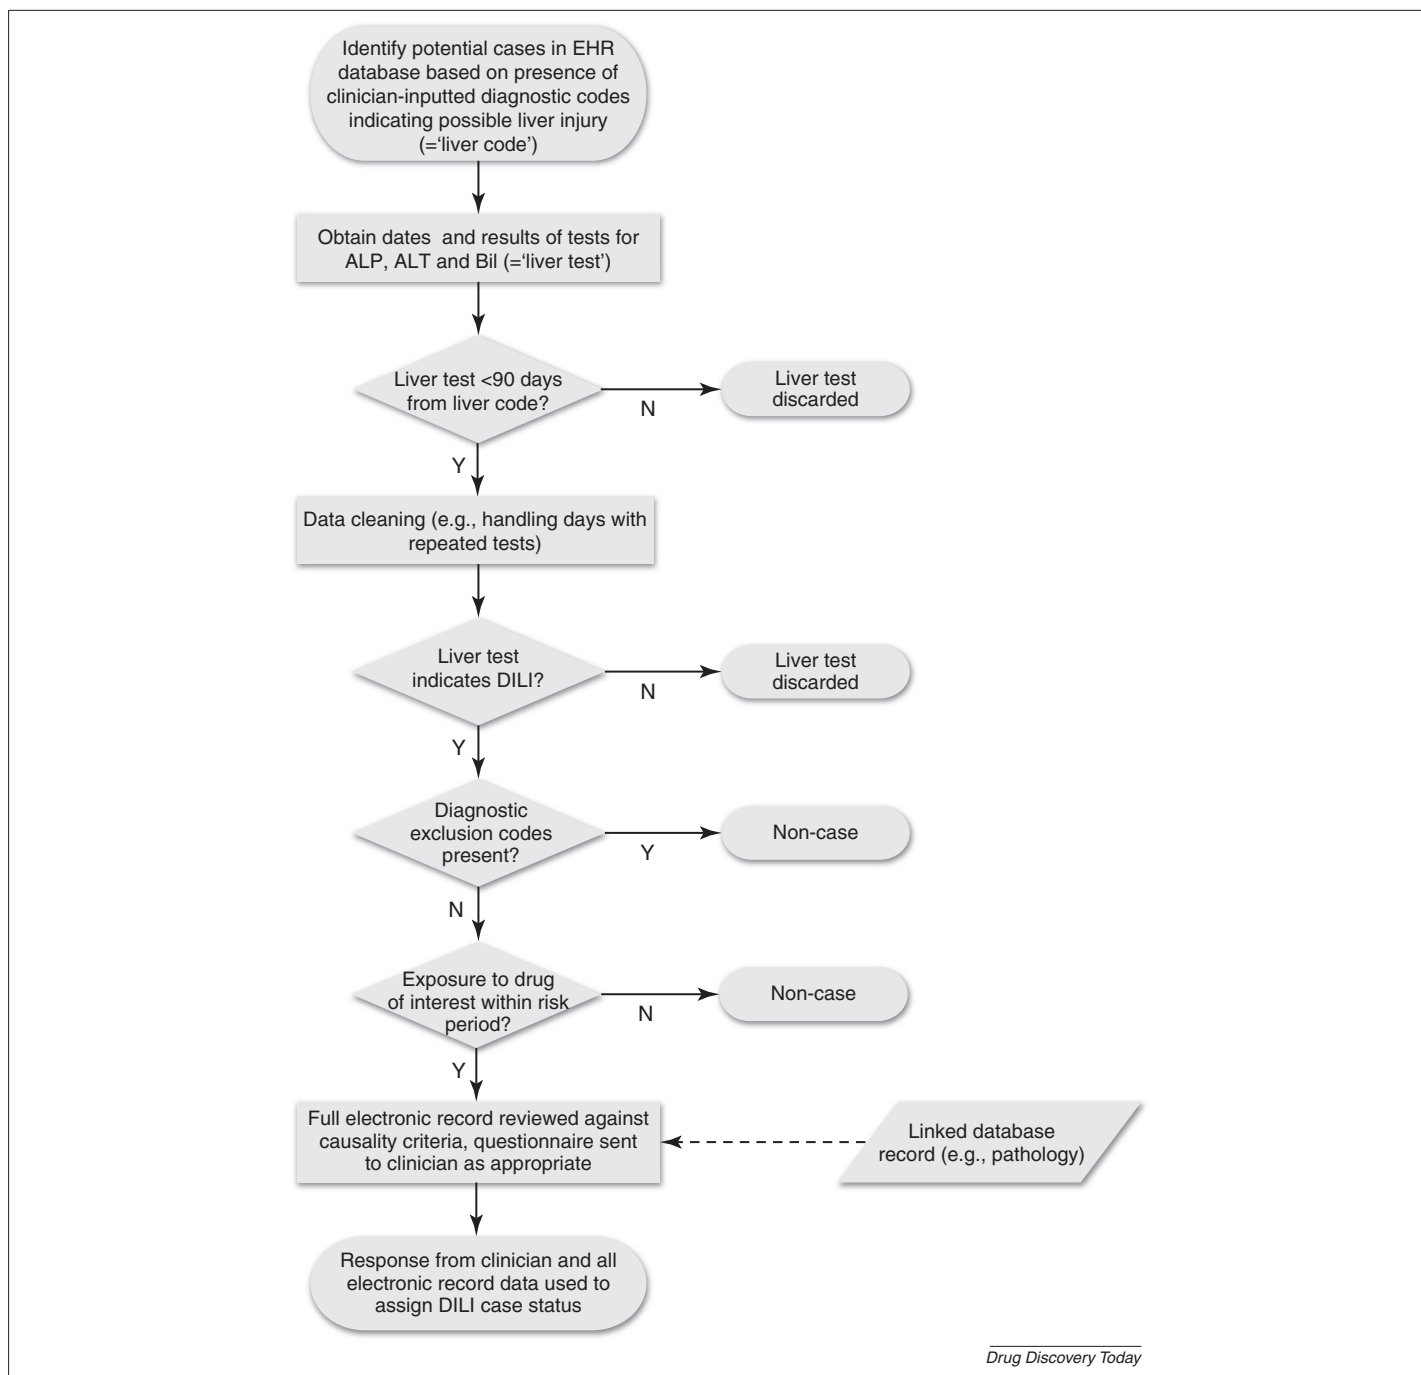 Identify potential cases in EHR
database based on presence of
clinician-inputted diagnostic codes
indicating possible liver injury
(=‘liver code’)
Obtain dates and results of tests for
ALP, ALT and Bil (=‘liver test’)
Liver test <90 days
from liver code?
N
Liver test
discarded
Y
Data cleaning (e.g., handling days with
repeated tests)
Liver test
indicates DILI?
N
Liver test
discarded
Y
Diagnostic
exclusion codes
present?
Y
Non-case
N
Exposure to drug
of interest within risk
period?
N
Non-case
Y
Full electronic record reviewed against
causality criteria, questionnaire sent
to clinician as appropriate
Linked database
record (e.g., pathology)
Response from clinician and all
electronic record data used to
assign DILI case status
Drug Discovery Today